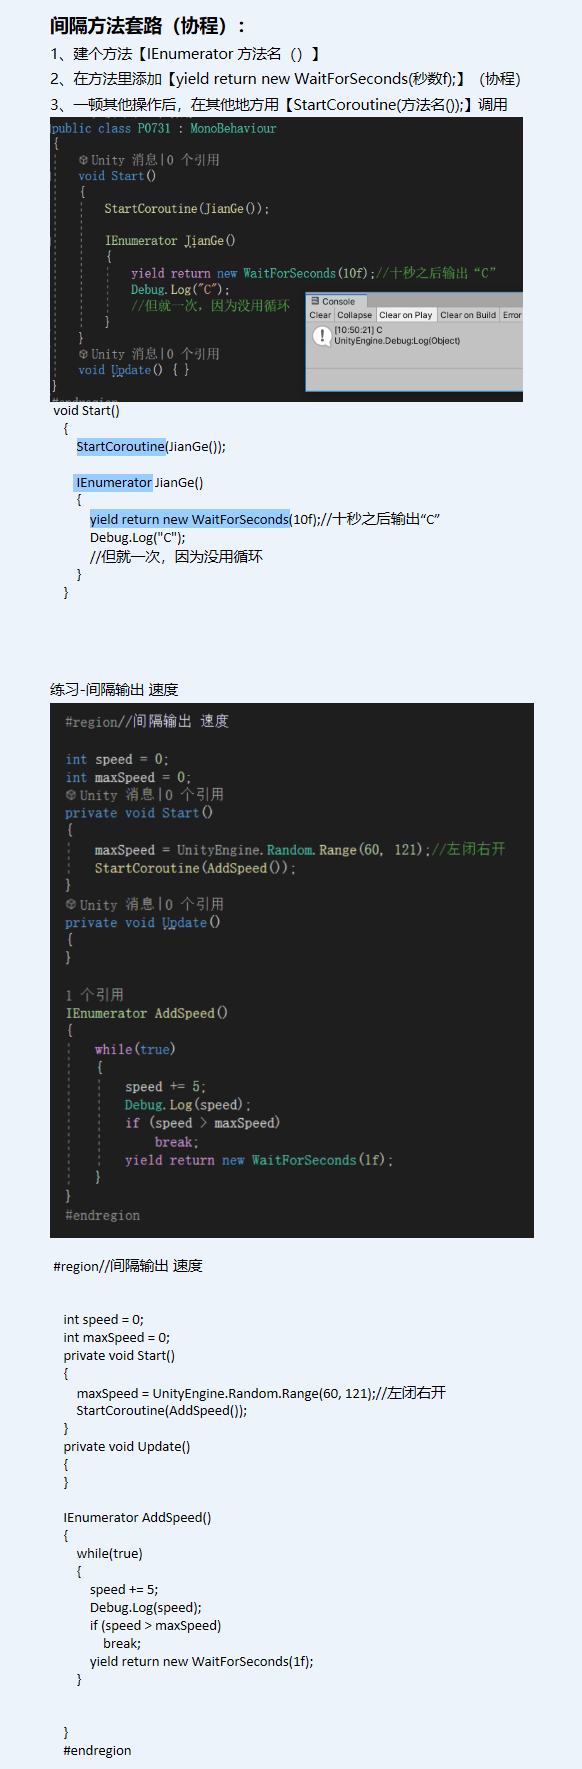 间隔方法套路（协程）：
1、建个方法【IEnumerator 方法名（）】
2、在方法里添加【yield return new WaitForSeconds(秒数f);】（协程）
3、一顿其他操作后，在其他地方用【StartCoroutine(方法名());】调用
public class P0731 : MonoBehaviour
{
Unity 消息|0 个引用
void Start()
{
StartCoroutine(JianGe());
IEnumerator JianGe()
{
yield return new WaitForSeconds(10f);//十秒之后输出“C”
Debug.Log("C");
//但就一次，因为没用循环
}
}
Unity 消息|0 个引用
void Update() { }
}
#endregion
Console
Clear Collapse Clear on Play Clear on Build Error
[10:50:21] C
UnityEngine.Debug:Log(Object)
void Start()
{
StartCoroutine(JianGe());
IEnumerator JianGe()
{
yield return new WaitForSeconds(10f);//十秒之后输出“C”
Debug.Log("C");
//但就一次，因为没用循环
}
}
练习-间隔输出 速度
#region//间隔输出 速度
int speed = 0;
int maxSpeed = 0;
Unity 消息|0 个引用
private void Start()
{
maxSpeed = UnityEngine.Random.Range(60, 121);//左闭右开
StartCoroutine(AddSpeed());
}
Unity 消息|0 个引用
private void Update()
{
}
1 个引用
IEnumerator AddSpeed()
{
while(true)
{
speed += 5;
Debug.Log(speed);
if (speed > maxSpeed)
break;
yield return new WaitForSeconds(1f);
}
}
#endregion
#region//间隔输出 速度
int speed = 0;
int maxSpeed = 0;
private void Start()
{
maxSpeed = UnityEngine.Random.Range(60, 121);//左闭右开
StartCoroutine(AddSpeed());
}
private void Update()
{
}
IEnumerator AddSpeed()
{
while(true)
{
speed += 5;
Debug.Log(speed);
if (speed > maxSpeed)
break;
yield return new WaitForSeconds(1f);
}
}
#endregion